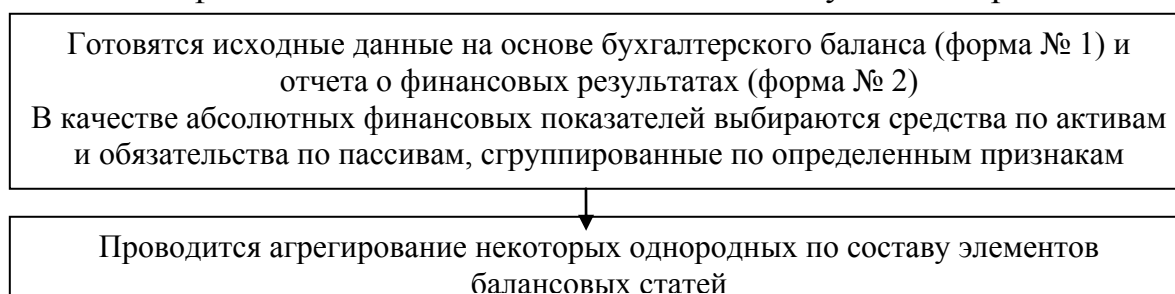 Готовятся исходные данные на основе бухгалтерского баланса (форма № 1) и
отчета о финансовых результатах (форма № 2)
В качестве абсолютных финансовых показателей выбираются средства по активам
и обязательства по пассивам, сгруппированные по определенным признакам
Проводится агрегирование некоторых однородных по составу элементов
балансовых статей